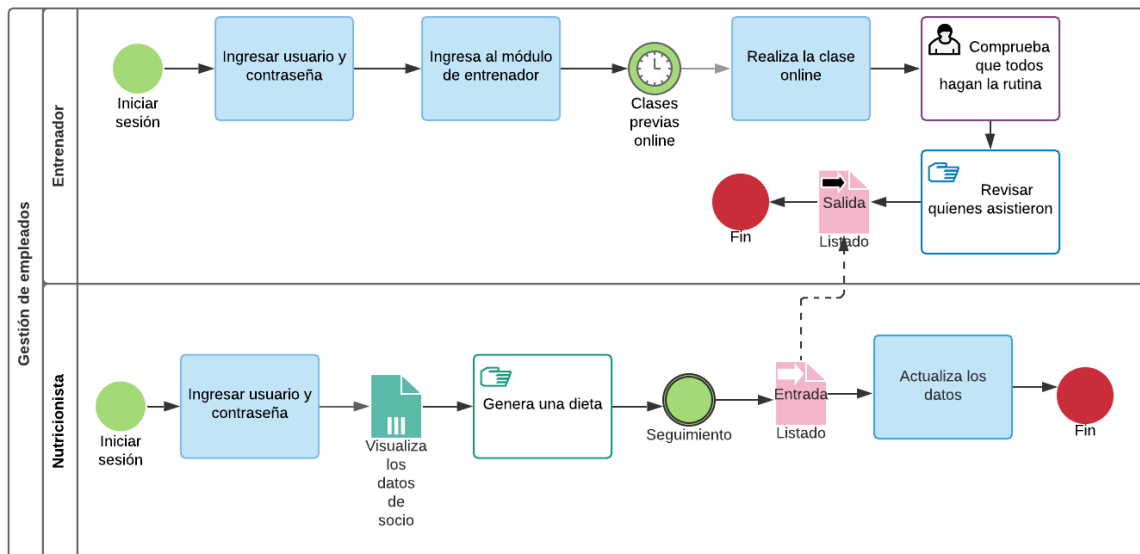 Gestión de empleados
Entrenador
Iniciar
sesión
Ingresar usuario y
contraseña
Ingresa al módulo
de entrenador
Clases
previas
online
Realiza la clase
online
Comprueba
que todos
hagan la rutina
Revisar
quienes asistieron
Salida
Listado
Fin
Nutricionista
Iniciar
sesión
Ingresar usuario y
contraseña
Visualiza
los
datos
de
socio
Genera una dieta
Seguimiento
Entrada
Listado
Actualiza los
datos
Fin